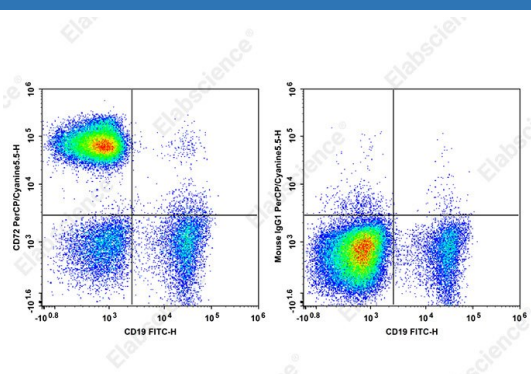 Elabscience®
Elabscience®
10^6
10^5
10^4
10^3
-10^1.6
CD72 PerCP/Cyanine5.5-H
-10^0.8 10^3 10^4 10^5 10^6
CD19 FITC-H
10^6
10^5
10^4
10^3
-10^1.6
Mouse IgG1 PerCP/Cyanine5.5-H
-10^0.8 10^3 10^4 10^5 10^6
CD19 FITC-H